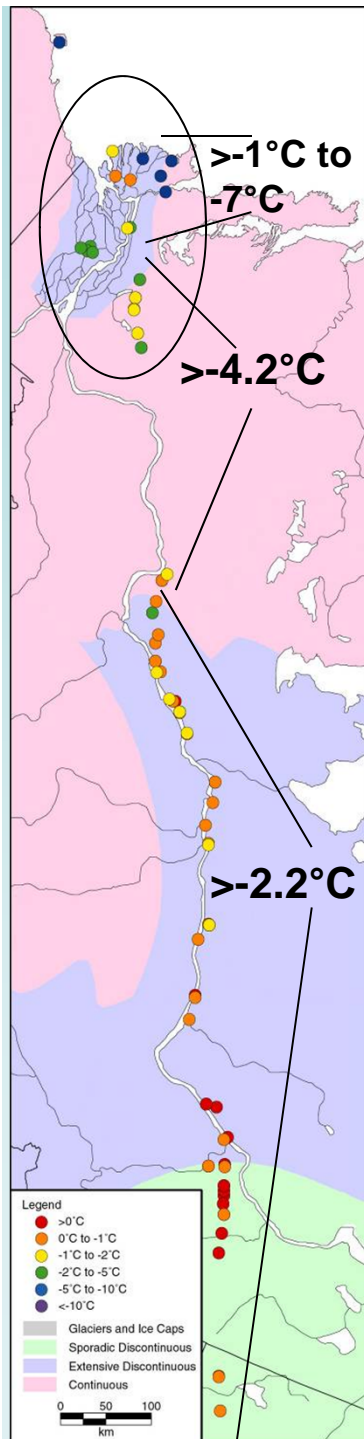 >-1°C to
-7°C
>-4.2°C
>-2.2°C
Legend
>0°C
0°C to -1°C
-1°C to -2°C
-2°C to -5°C
-5°C to -10°C
<-10°C
Glaciers and Ice Caps
Sporadic Discontinuous
Extensive Discontinuous
Continuous
0 50 100
km